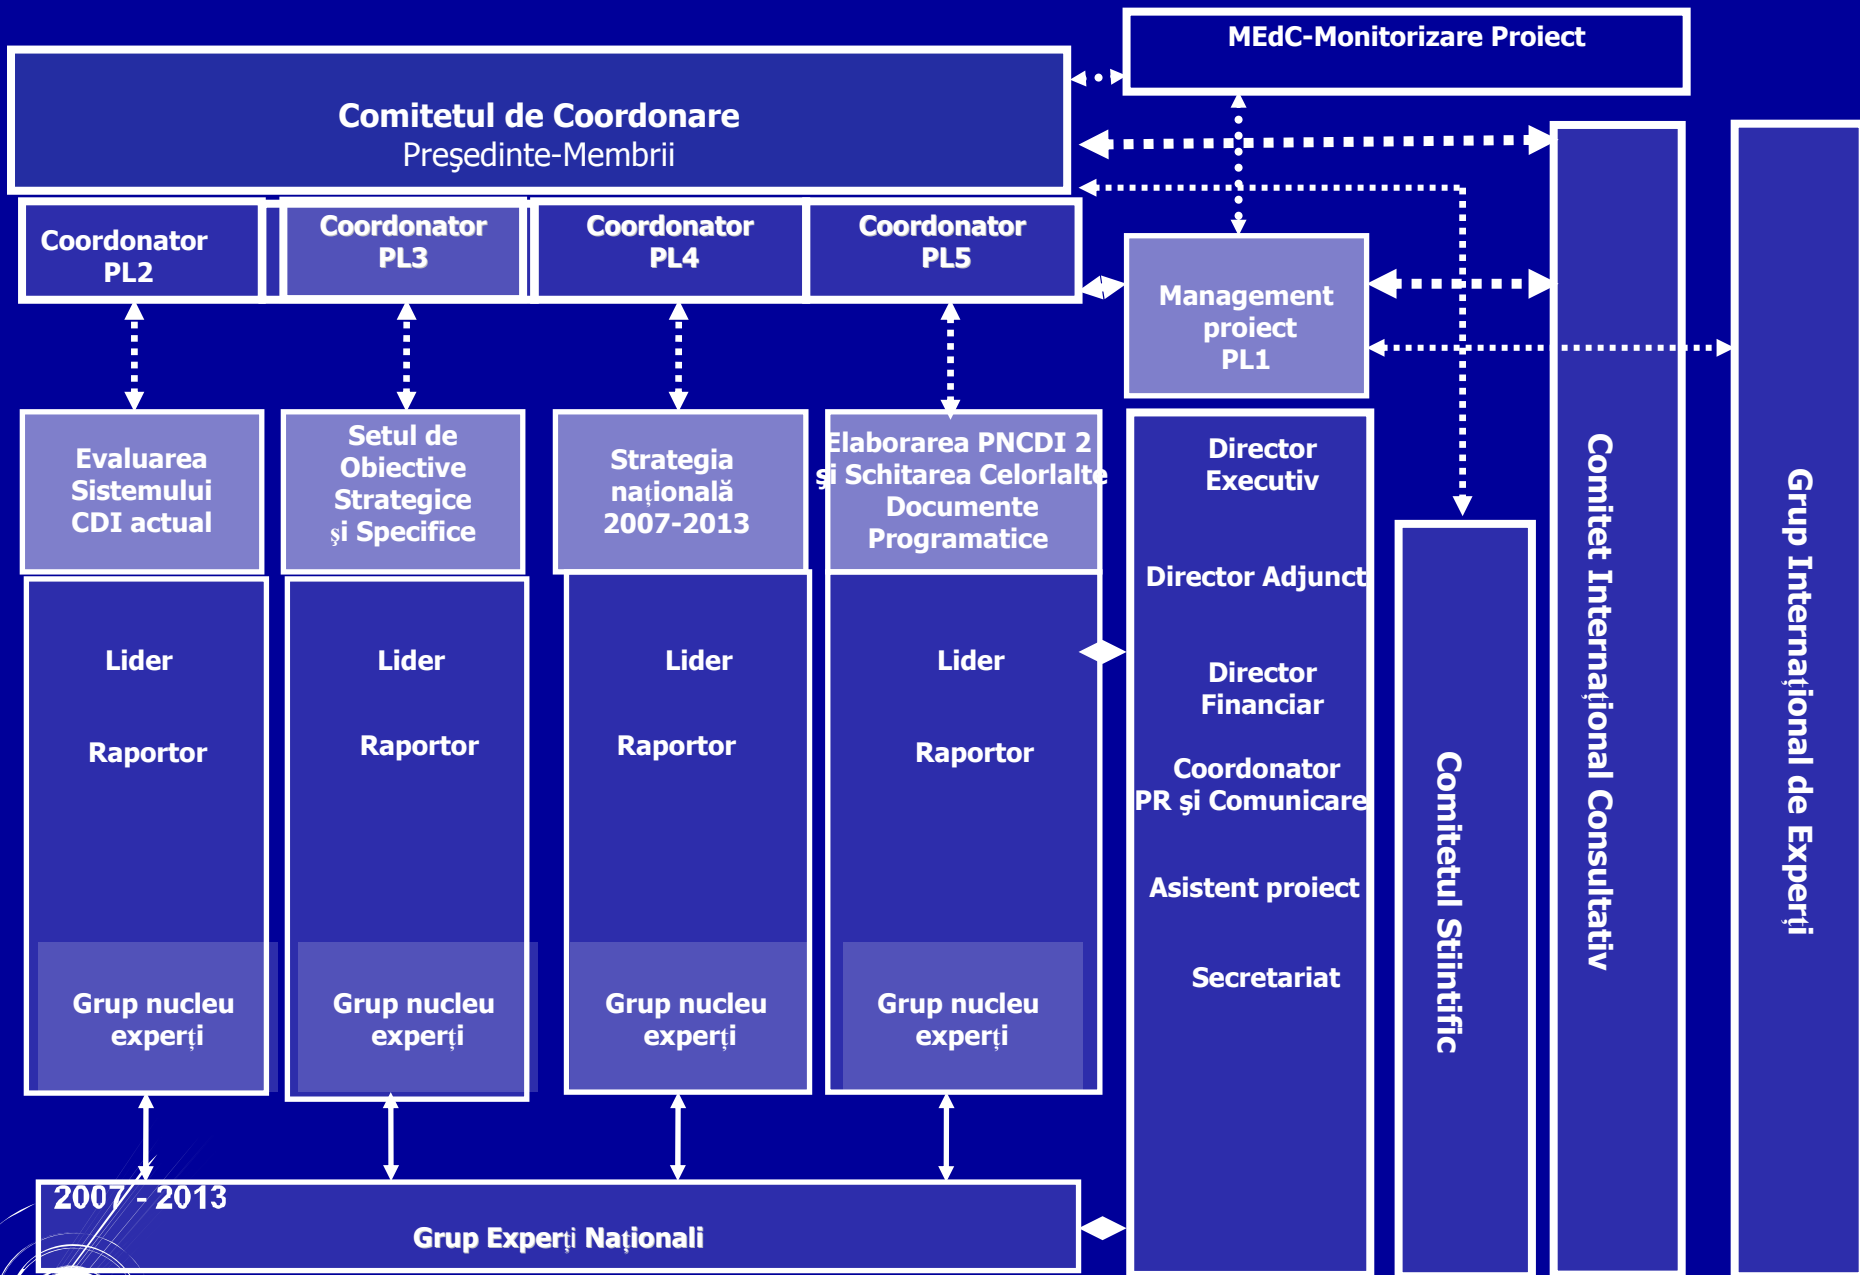 MEdC-Monitorizare Proiect
Comitetul de Coordonare
Preşedinte-Membrii
Coordonator
PL2
Coordonator
PL3
Coordonator
PL4
Coordonator
PL5
Management
proiect
PL1
Evaluarea
Sistemului
CDI actual
Setul de
Obiective
Strategice
şi Specifice
Strategia
naţională
2007-2013
Elaborarea PNCDI 2
şi Schitarea Celorlalte
Documente
Programatice
Lider
Raportor
Grup nucleu
experţi
Lider
Raportor
Grup nucleu
experţi
Lider
Raportor
Grup nucleu
experţi
Lider
Raportor
Grup nucleu
experţi
Director
Executiv
Director Adjunct
Director
Financiar
Coordonator
PR şi Comunicare
Asistent proiect
Secretariat
Comitetul Stiintific
Comitet Internaţional Consultativ
Grup Internaţional de Experţi
2007 - 2013
Grup Experţi Naţionali